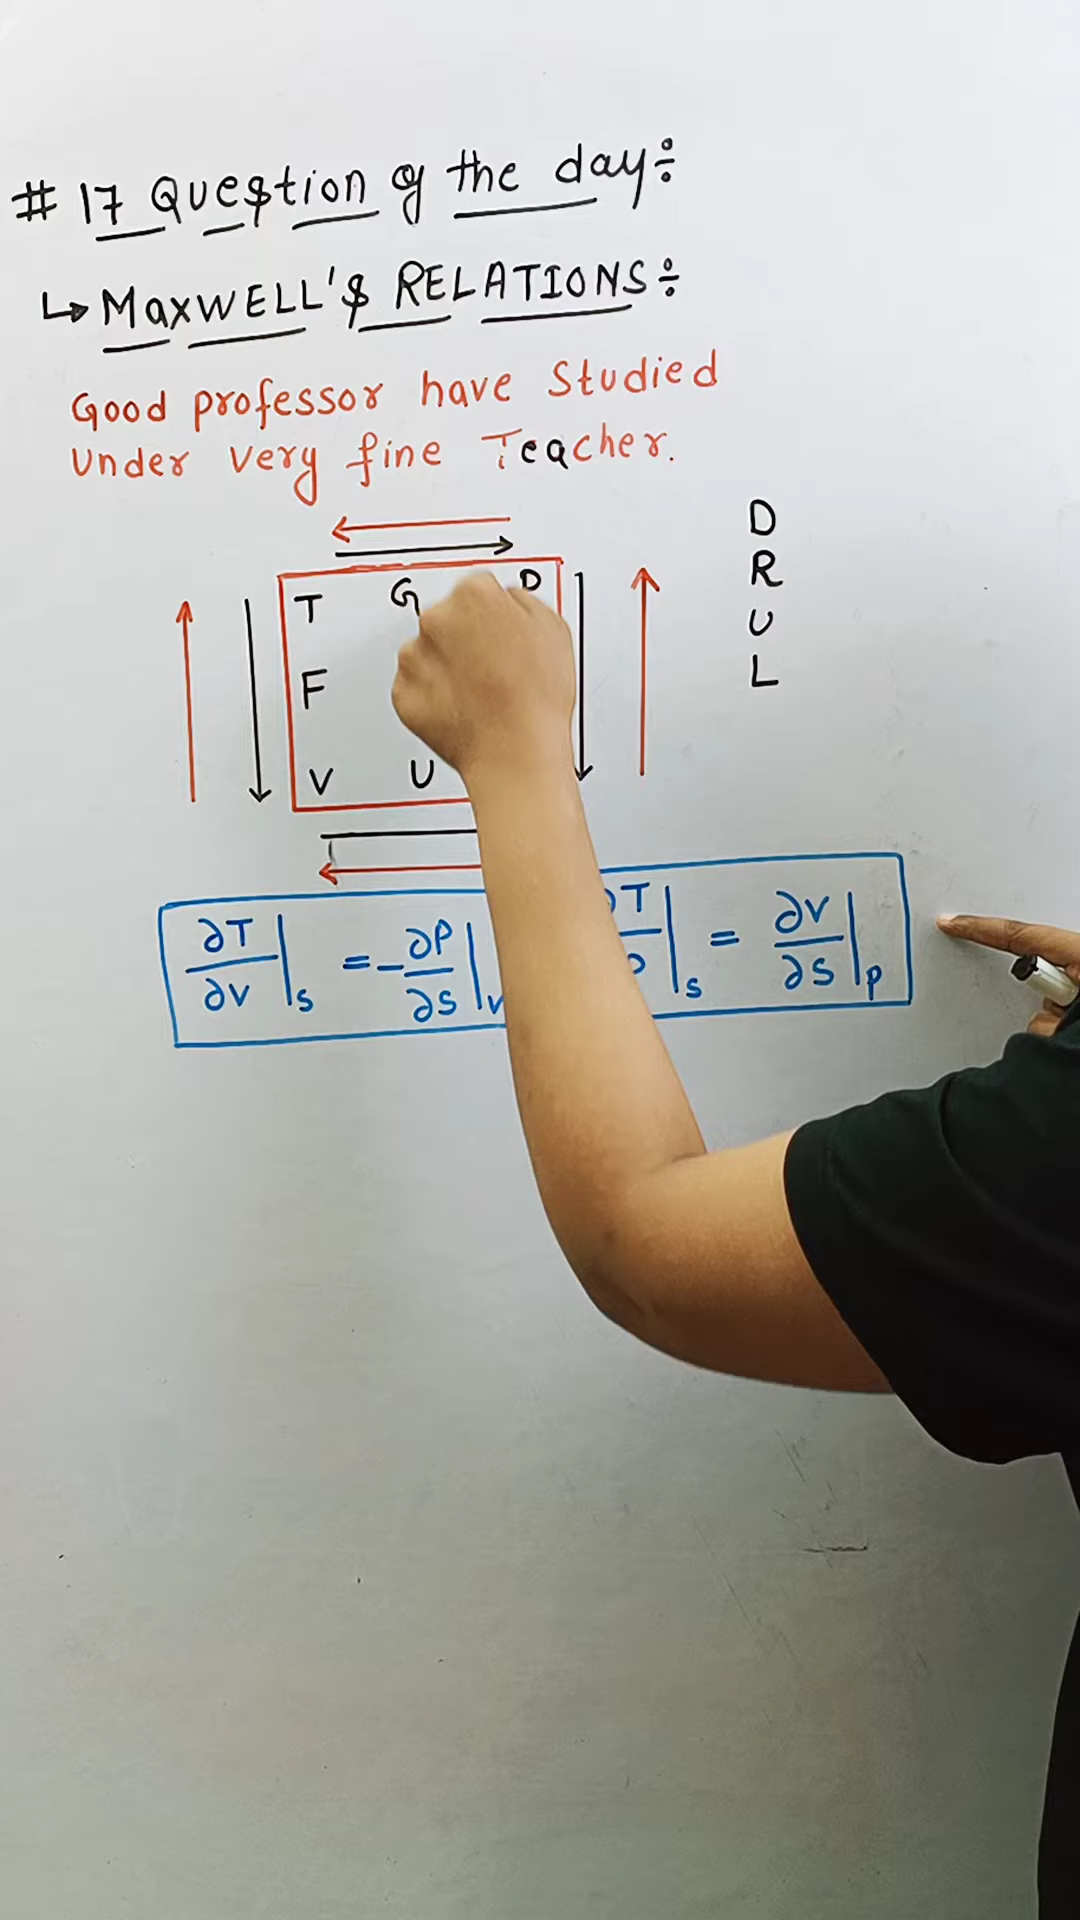 # 17 Question of the day÷
↳ MaxWELL'S RELATIONS÷
Good professor have Studied
Under very fine Teacher.
D
R
U
L
T G P
F
V U
∂T/∂V|s = -∂P/∂S|v
∂T/∂P|s = ∂V/∂S|p